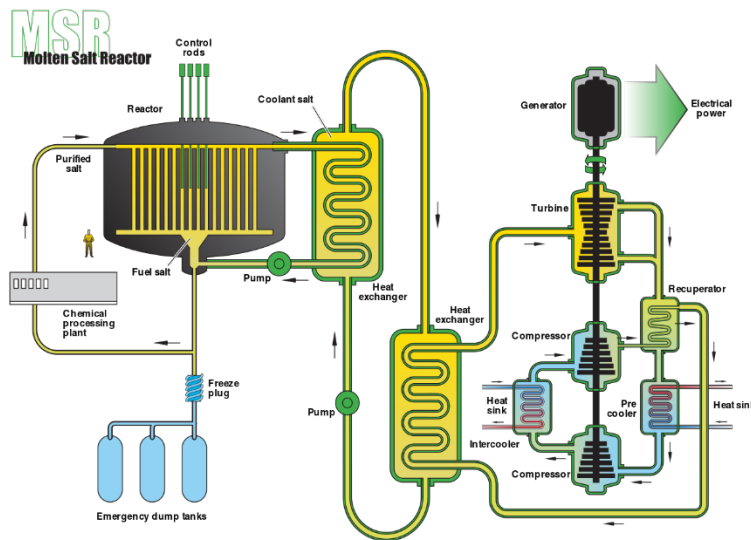 MSR
Molten Salt Reactor
Control
rods
Reactor
Coolant salt
Purified
salt
Fuel salt
Pump
Heat
exchanger
Chemical
processing
plant
Freeze
plug
Emergency dump tanks
Pump
Heat
exchanger
Generator
Electrical
power
Turbine
Recuperator
Compressor
Heat
sink
Pre
cooler
Heat sink
Intercooler
Compressor